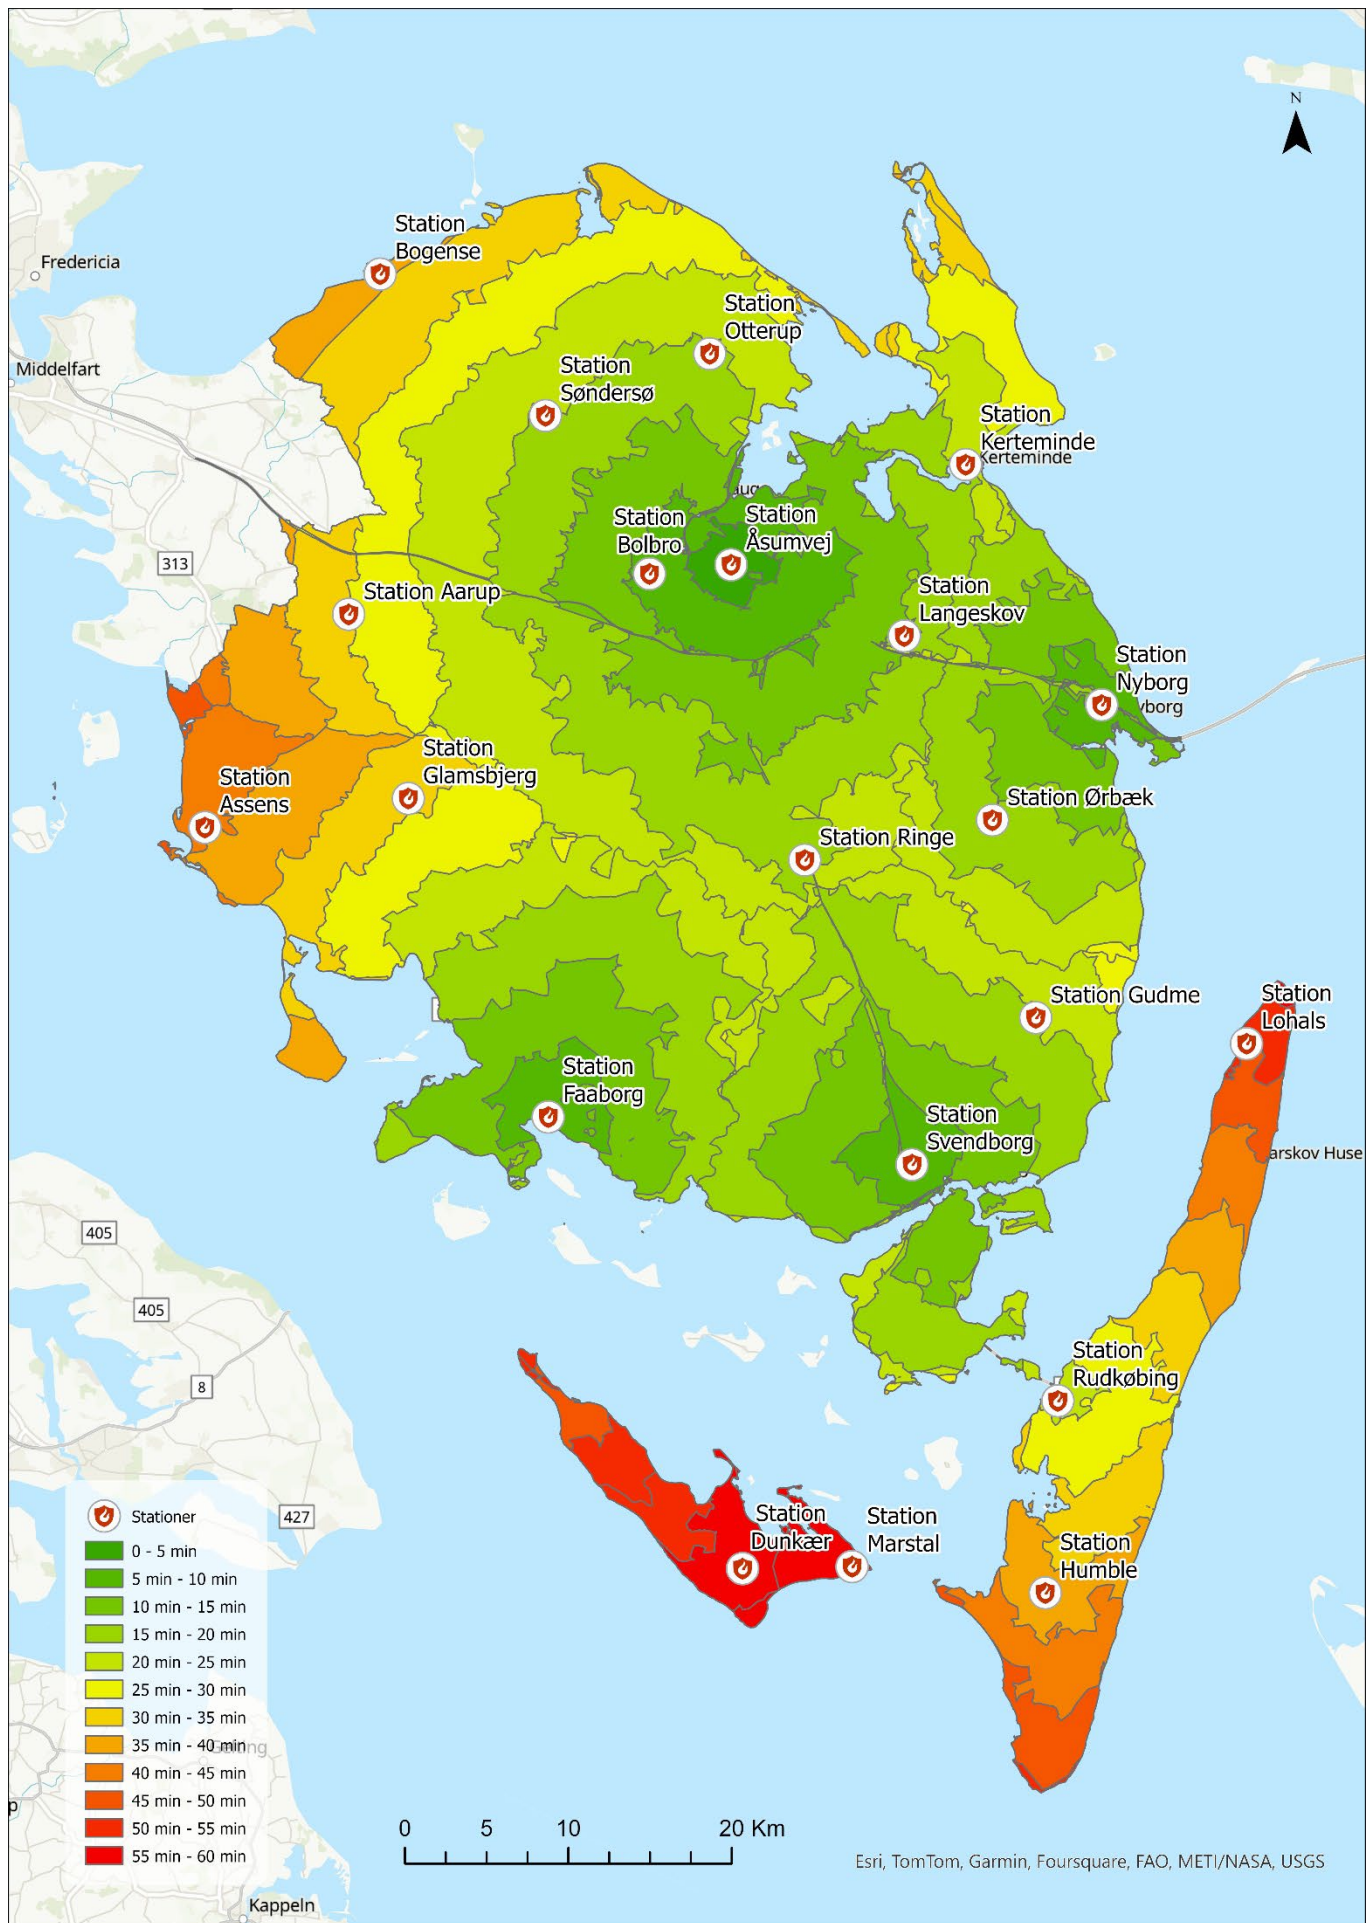 N
Station
Bogense
Fredericia
Station
Otterup
Middelfart
Station
Søndersø
Station
Kerteminde
Kerteminde
Station
Bolbro
Station
Åsumvej
313
Station Aarup
Station
Langeskov
Station
Nyborg
yborg
Station
Glamsbjerg
Station
Assens
Station Ørbæk
Station Ringe
Station Gudme
Station
Lohals
Station
Faaborg
Station
Svendborg
arskov Huse
405
405
8
Station
Rudkøbing
427
Station
Dunkær
Station
Marstal
Station
Humble
Stationer
0 - 5 min
5 min - 10 min
10 min - 15 min
15 min - 20 min
20 min - 25 min
25 min - 30 min
30 min - 35 min
35 min - 40 min
40 min - 45 min
45 min - 50 min
50 min - 55 min
55 min - 60 min
0 5 10 20 Km
Esri, TomTom, Garmin, Foursquare, FAO, METI/NASA, USGS
Kappeln